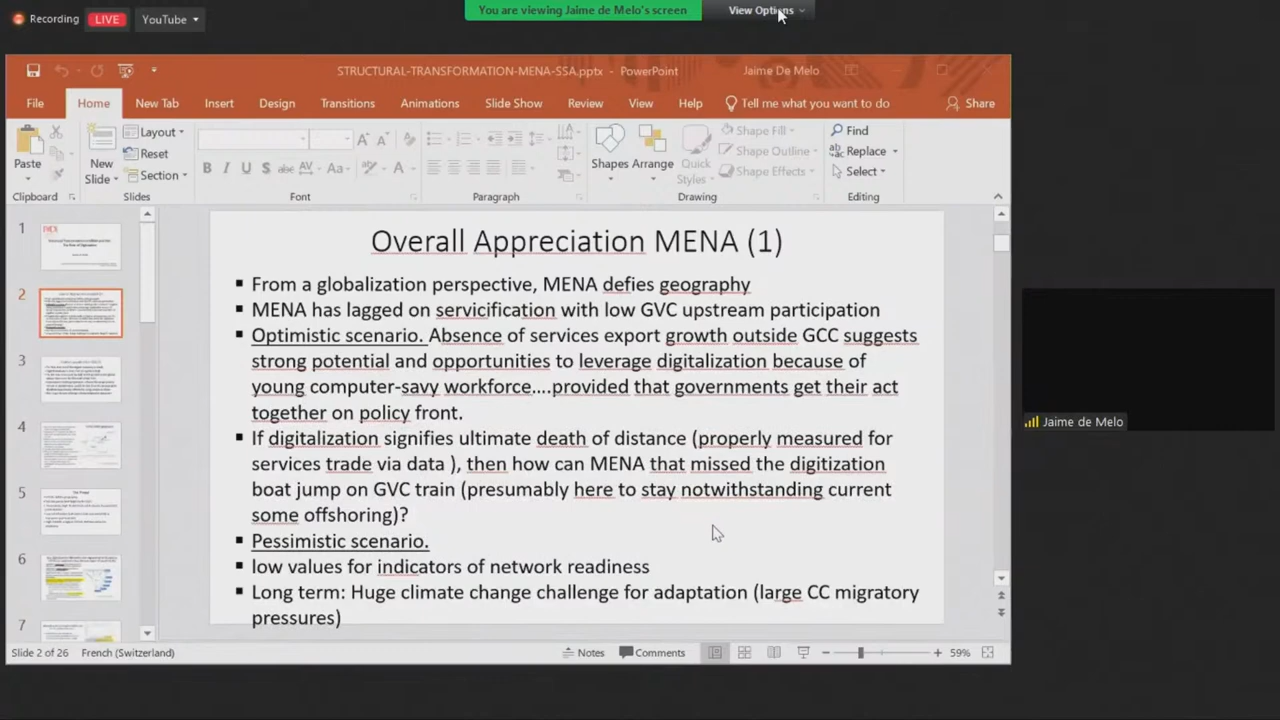 Recording LIVE YouTube
You are viewing Jaime de Melo's screen View Options
STRUCTURAL-TRANSFORMATION-MENA-SSA.pptx - PowerPoint Jaime De Melo
File Home New Tab Insert Design Transitions Animations Slide Show Review View Help Tell me what you want to do Share
Paste
New Slide
Layout
Reset
Section
B I U S abc AV Aa A
Shapes Arrange Quick Styles
Shape Fill
Shape Outline
Shape Effects
Find
Replace
Select
Clipboard Slides Font Paragraph Drawing Editing
1
2
3
4
5
6
7
Overall Appreciation MENA (1)
▪ From a globalization perspective, MENA defies geography
▪ MENA has lagged on servicifiation with low GVC upstream participation
▪ Optimistic scenario. Absence of services export growth outside GCC suggests
strong potential and opportunities to leverage digitalization because of
young computer-savy workforce....provided that governments get their act
together on policy front.
▪ If digitalization signifies ultimate death of distance (properly measured for
services trade via data ), then how can MENA that missed the digitization
boat jump on GVC train (presumably here to stay notwithstanding current
some offshoring)?
▪ Pessimistic scenario.
▪ low values for indicators of network readiness
▪ Long term: Huge climate change challenge for adaptation (large CC migratory
pressures)
Jaime de Melo
Slide 2 of 26 French (Switzerland) Notes Comments 59%